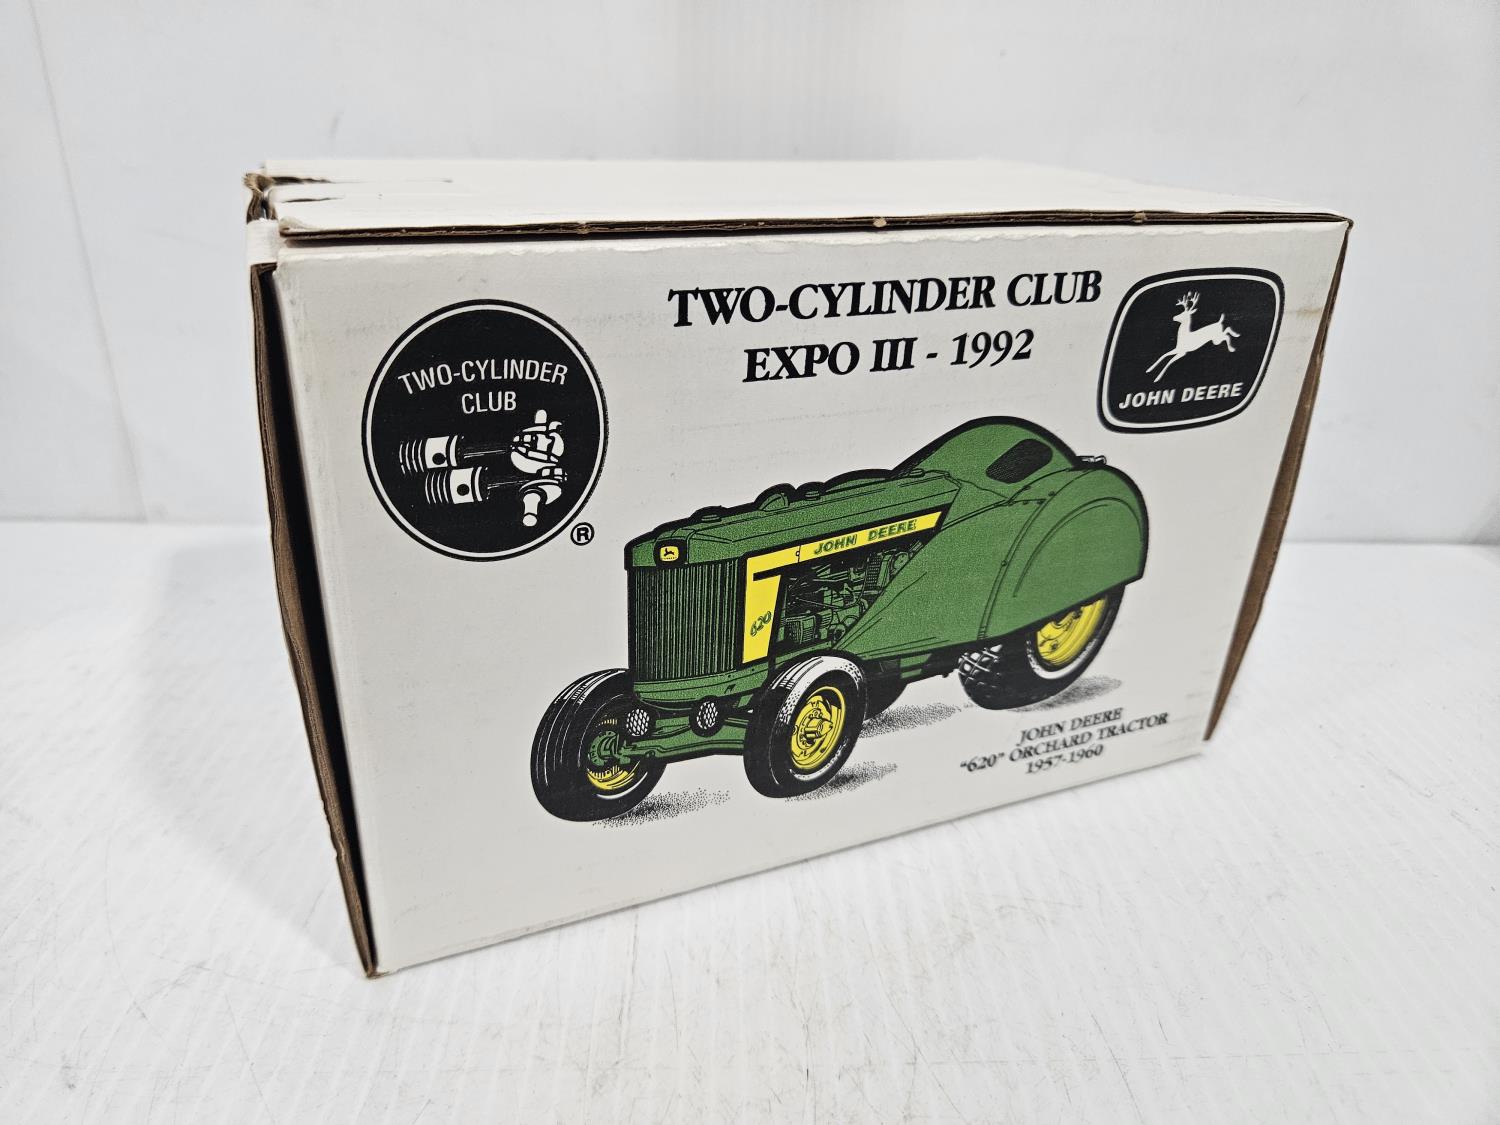 TWO-CYLINDER CLUB
EXPO III - 1992
TWO-CYLINDER
CLUB
®
JOHN DEERE
JOHN DEERE
620
JOHN DEERE
"620" ORCHARD TRACTOR
1957-1960